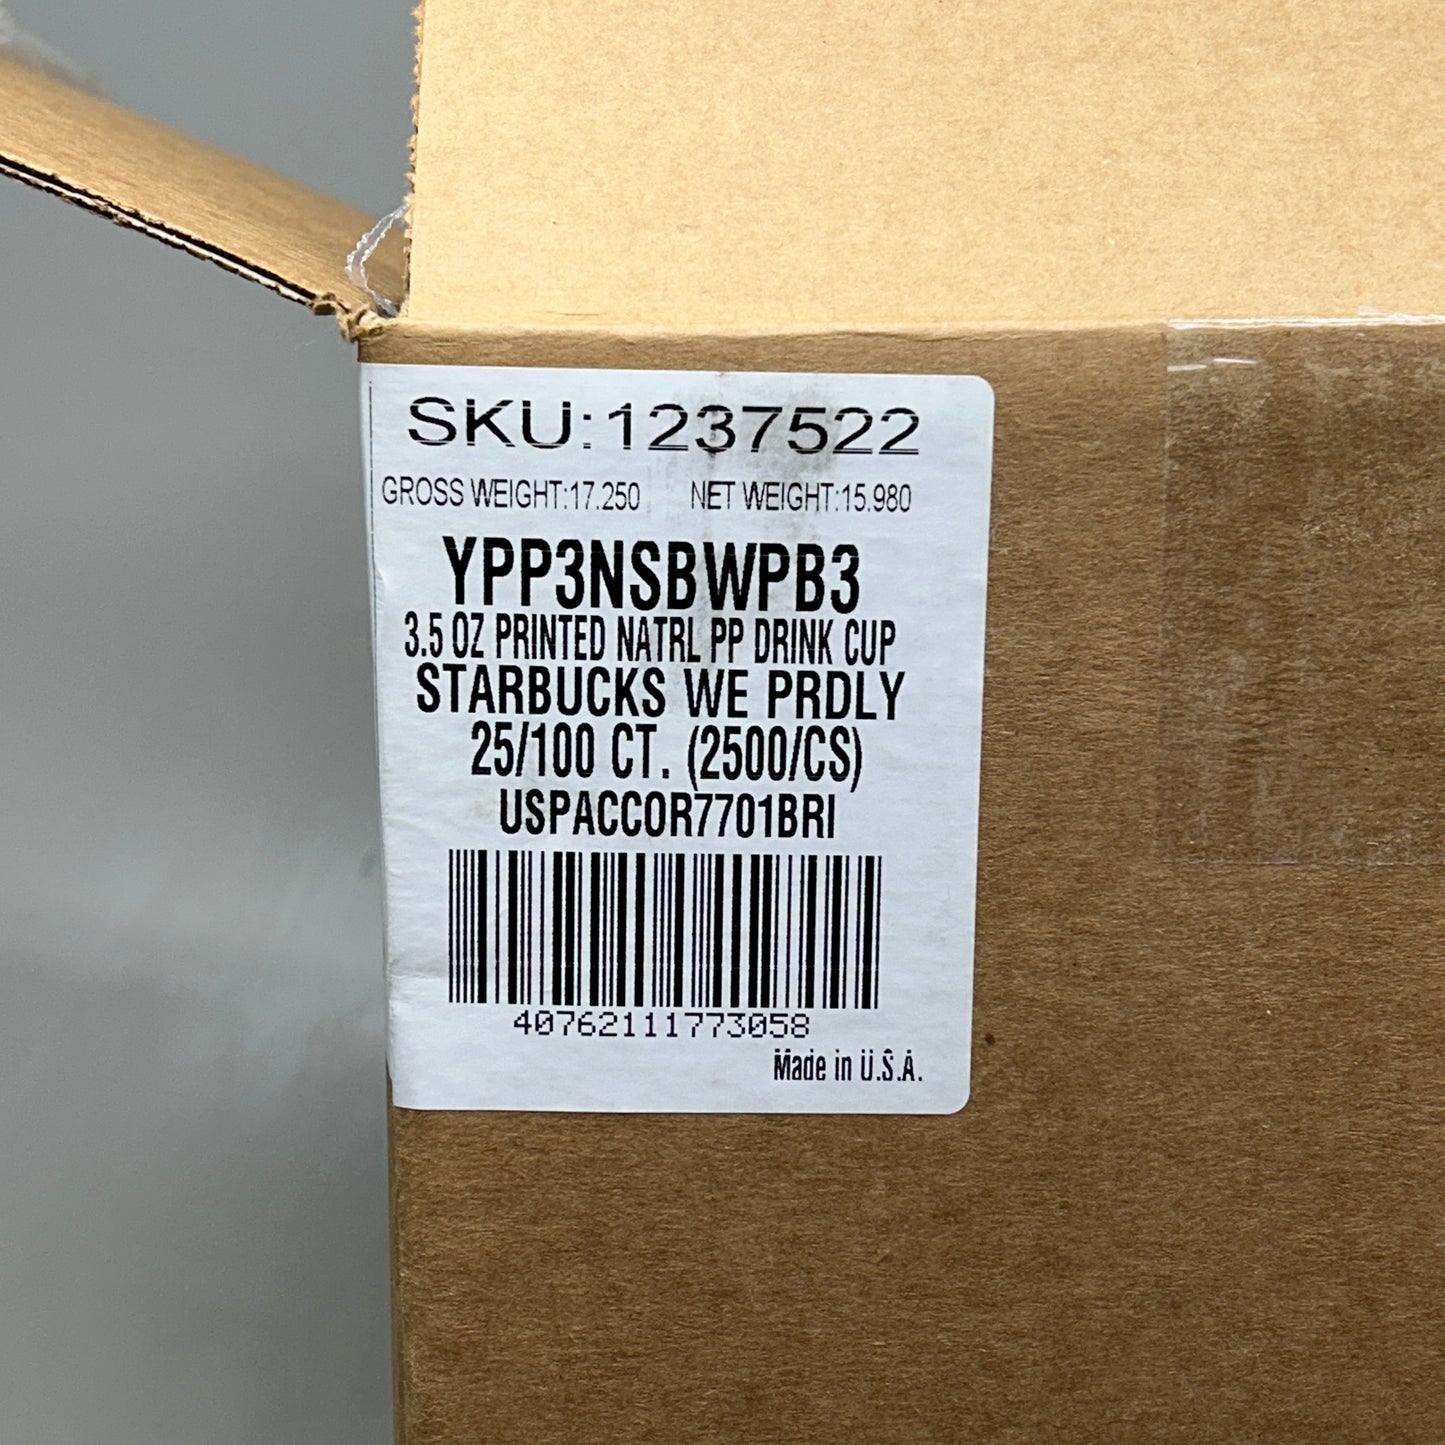 SKU:1237522
GROSS WEIGHT:17.250 NET WEIGHT:15.980
YPP3NSBWPB3
3.5 OZ PRINTED NATRL PP DRINK CUP
STARBUCKS WE PRDLY
25/100 CT. (2500/CS)
USPACCOR7701BRI
40762111773058
Made in U.S.A.